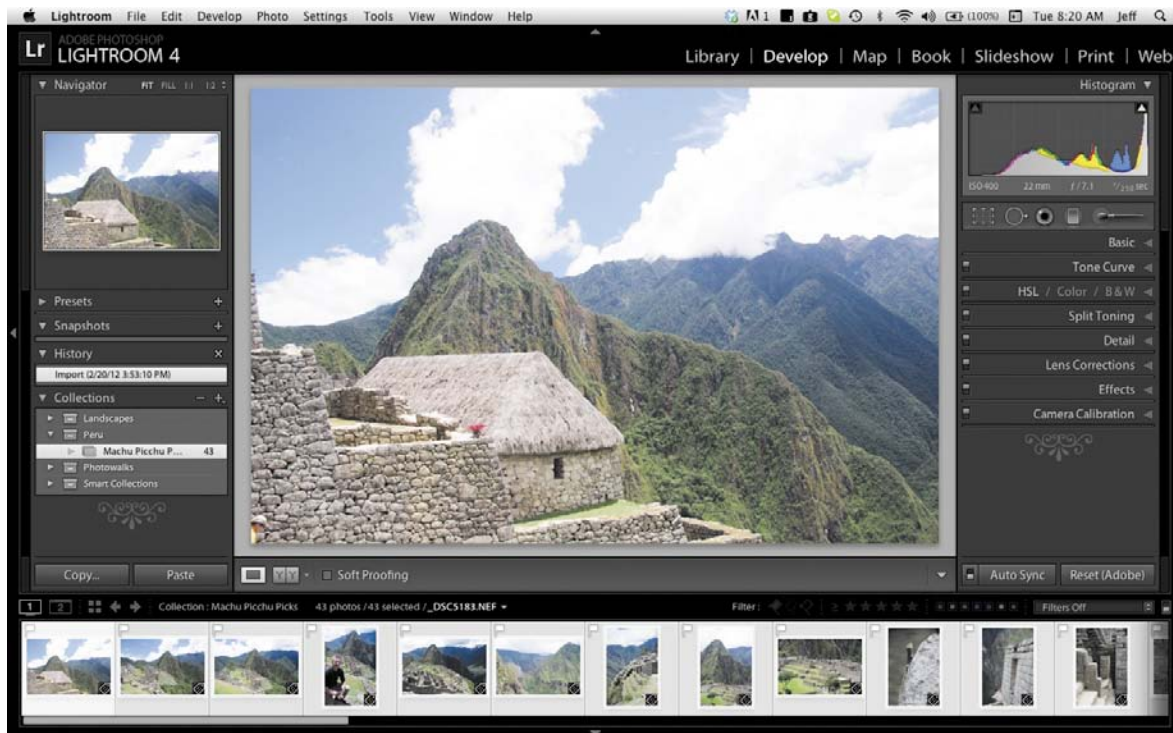 Lightroom File Edit Develop Photo Settings Tools View Window Help 1 (100%) Tue 8:20 AM Jeff
Lr ADOBE PHOTOSHOP
LIGHTROOM 4
Library | Develop | Map | Book | Slideshow | Print | Web
Navigator FIT FILL 1:1 1:2
Histogram
ISO 400 22 mm f / 7.1 1/250 SEC
Basic
Tone Curve
HSL / Color / B & W
Split Toning
Detail
Lens Corrections
Effects
Camera Calibration
Presets +
Snapshots +
History ×
Import (2/20/12 3:53:10 PM)
Collections − +
Landscapes
Peru
Machu Picchu P... 43
Photowalks
Smart Collections
Copy... Paste
Y Y Soft Proofing
Auto Sync Reset (Adobe)
1 2 Collection : Machu Picchu Picks 43 photos / 43 selected / _DSC5183.NEF Filter : ≥ Filters Off